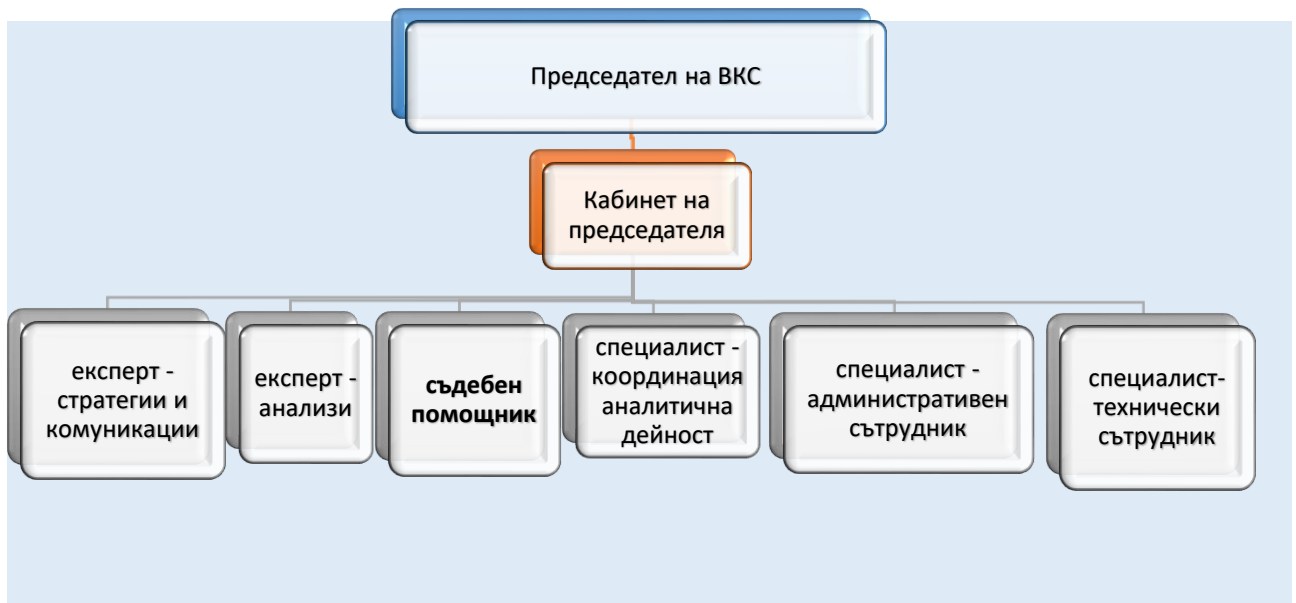 Председател на ВКС
Кабинет на
председателя
експерт -
стратегии и
комуникации
експерт -
анализи
съдебен
помощник
специалист -
координация
аналитична
дейност
специалист -
административен
сътрудник
специалист-
технически
сътрудник